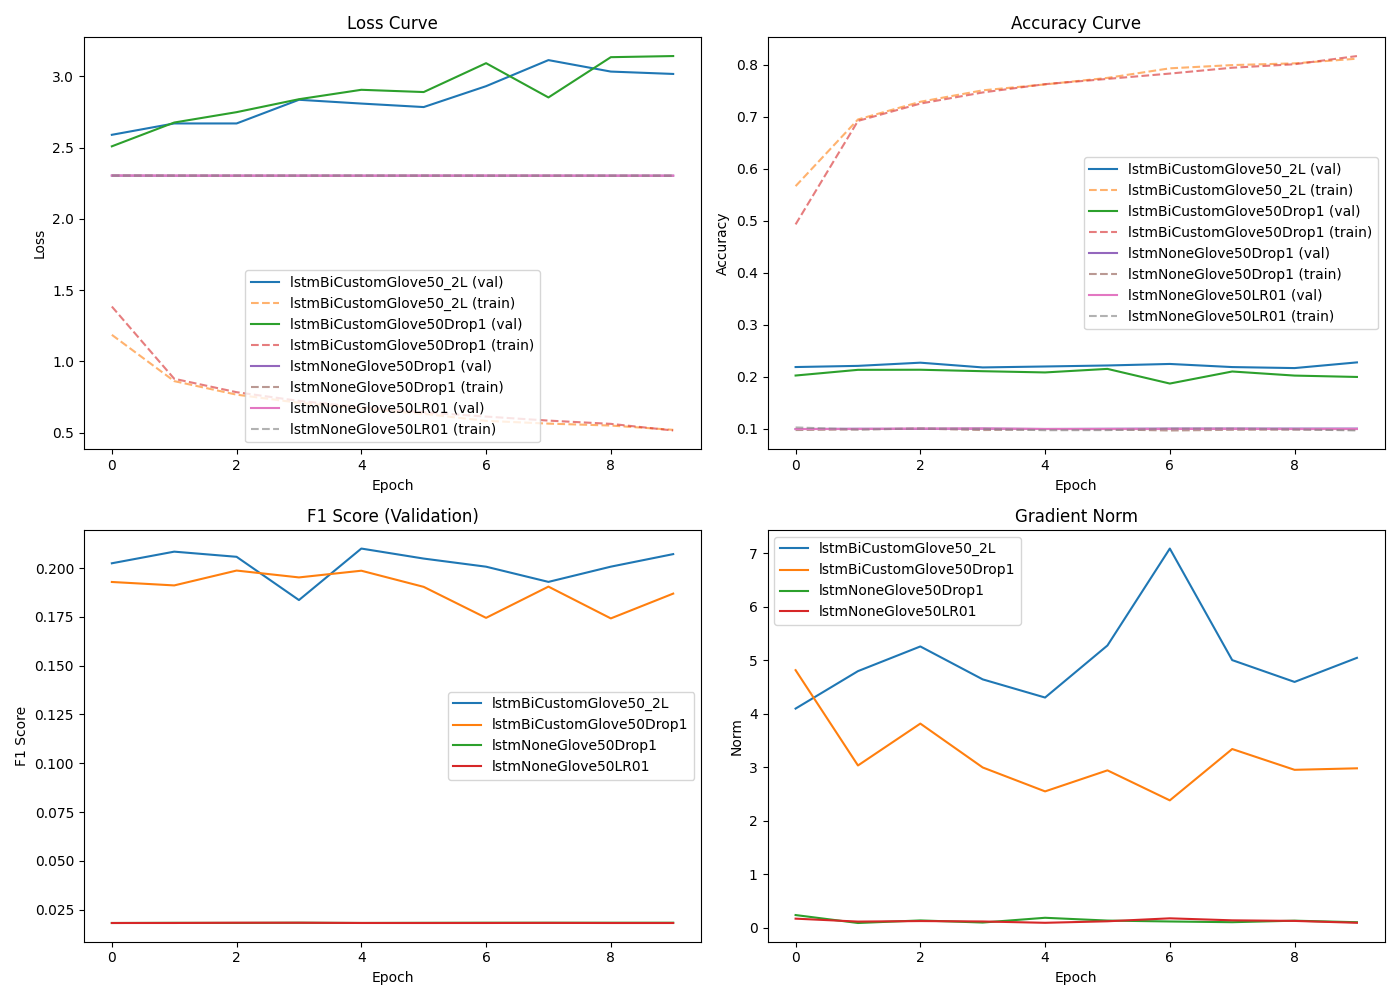 Loss Curve
Loss
3.0
2.5
2.0
1.5
1.0
0.5
lstmBiCustomGlove50_2L (val)
lstmBiCustomGlove50_2L (train)
lstmBiCustomGlove50Drop1 (val)
lstmBiCustomGlove50Drop1 (train)
lstmNoneGlove50Drop1 (val)
lstmNoneGlove50Drop1 (train)
lstmNoneGlove50LR01 (val)
lstmNoneGlove50LR01 (train)
0 2 4 6 8
Epoch
Accuracy Curve
Accuracy
0.8
0.7
0.6
0.5
0.4
0.3
0.2
0.1
lstmBiCustomGlove50_2L (val)
lstmBiCustomGlove50_2L (train)
lstmBiCustomGlove50Drop1 (val)
lstmBiCustomGlove50Drop1 (train)
lstmNoneGlove50Drop1 (val)
lstmNoneGlove50Drop1 (train)
lstmNoneGlove50LR01 (val)
lstmNoneGlove50LR01 (train)
0 2 4 6 8
Epoch
F1 Score (Validation)
F1 Score
0.200
0.175
0.150
0.125
0.100
0.075
0.050
0.025
lstmBiCustomGlove50_2L
lstmBiCustomGlove50Drop1
lstmNoneGlove50Drop1
lstmNoneGlove50LR01
0 2 4 6 8
Epoch
Gradient Norm
Norm
7
6
5
4
3
2
1
0
lstmBiCustomGlove50_2L
lstmBiCustomGlove50Drop1
lstmNoneGlove50Drop1
lstmNoneGlove50LR01
0 2 4 6 8
Epoch